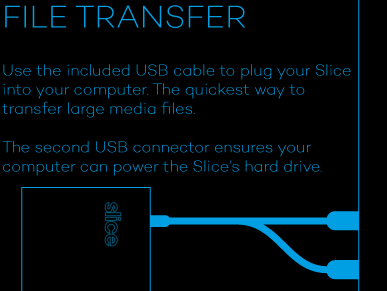 FILE TRANSFER
Use the included USB cable to plug your Slice
into your computer. The quickest way to
transfer large media files.
The second USB connector ensures your
computer can power the Slice's hard drive.
slice